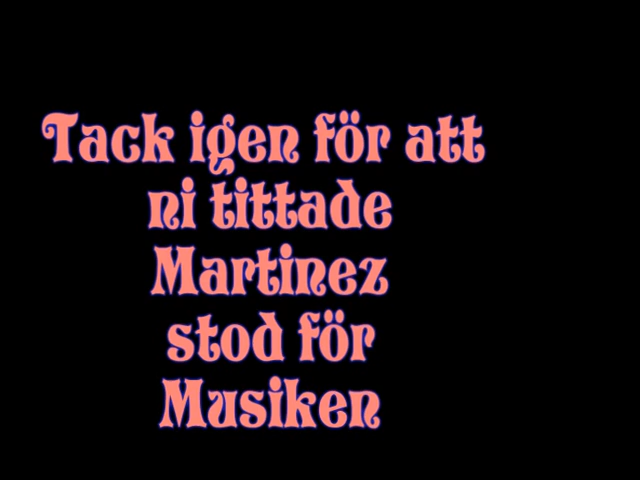 Tack igen för att
ni tittade
Martinez
stod för
Musiken